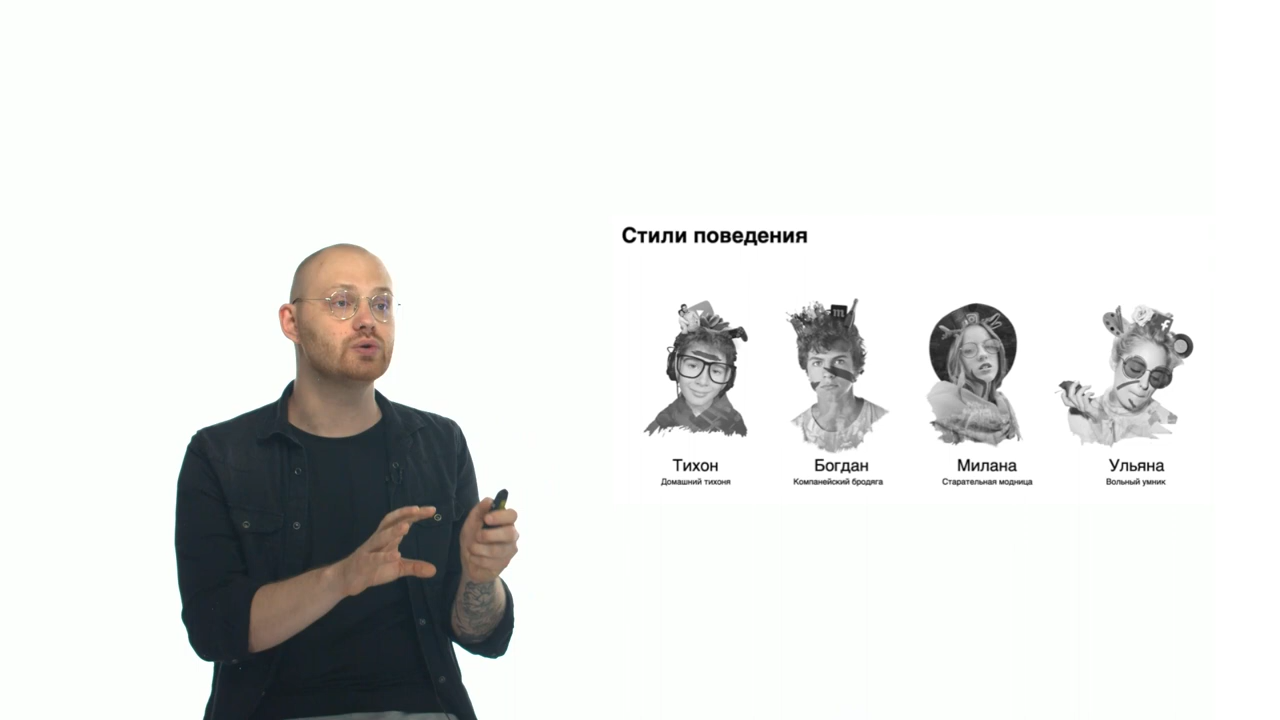 Стили поведения
Тихон
Домашний тихоня
Богдан
Компанейский бродяга
Милана
Старательная модница
Ульяна
Вольный умник